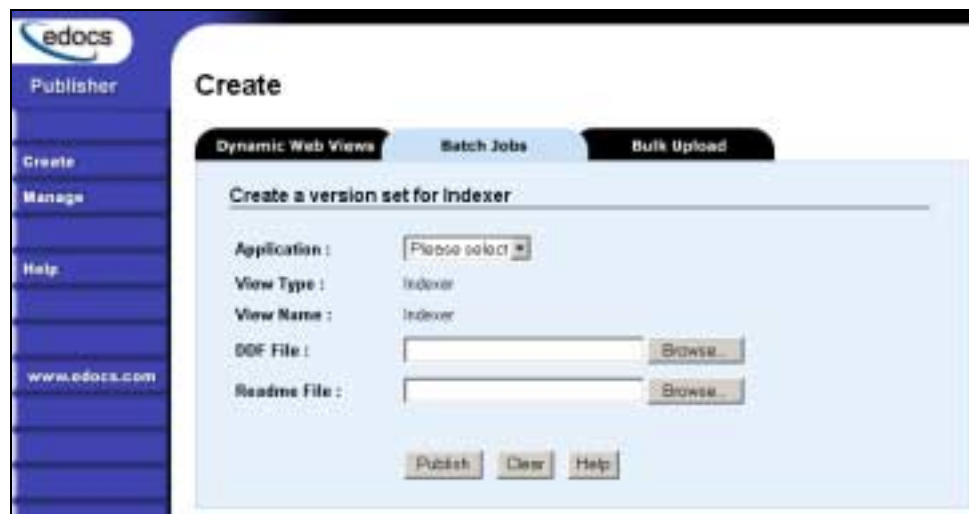 edocs
Publisher
Create
Manage
Help
www.edocs.com
Create
Dynamic Web Views Batch Jobs Bulk Upload
Create a version set for Indexer
Application : Please select
View Type : Indexer
View Name : Indexer
DDF File : Browse...
Readme File : Browse...
Publish Clear Help